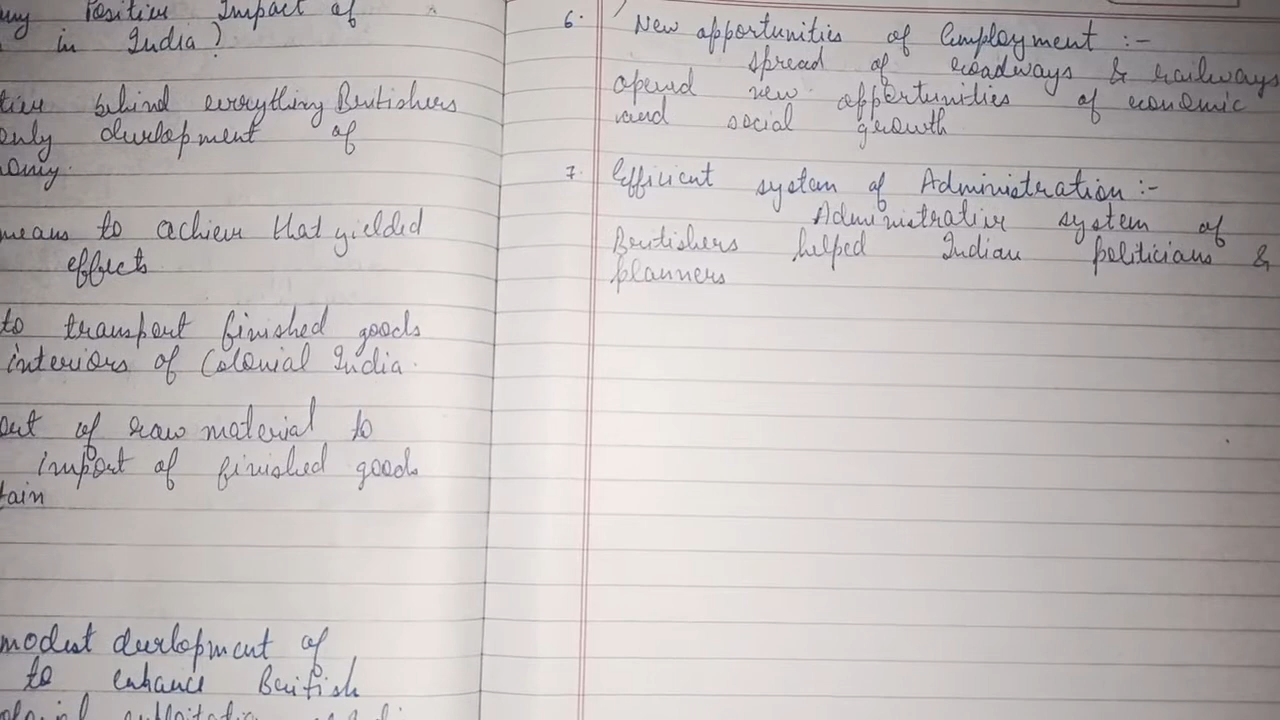 Positive Impact of
in India?
behind everything Britishers
only development of
means to achieve that yielded
effects
to transport finished goods
interiors of Colonial India.
of raw material to
import of finished goods
tain
modest development of
to enhance British
6. New opportunities of Employment :-
Spread of roadways & railways
opened new opportunities of economic
and social growth
7. Efficient system of Administration :-
Administrative system of
Britishers helped Indian politicians &
planners